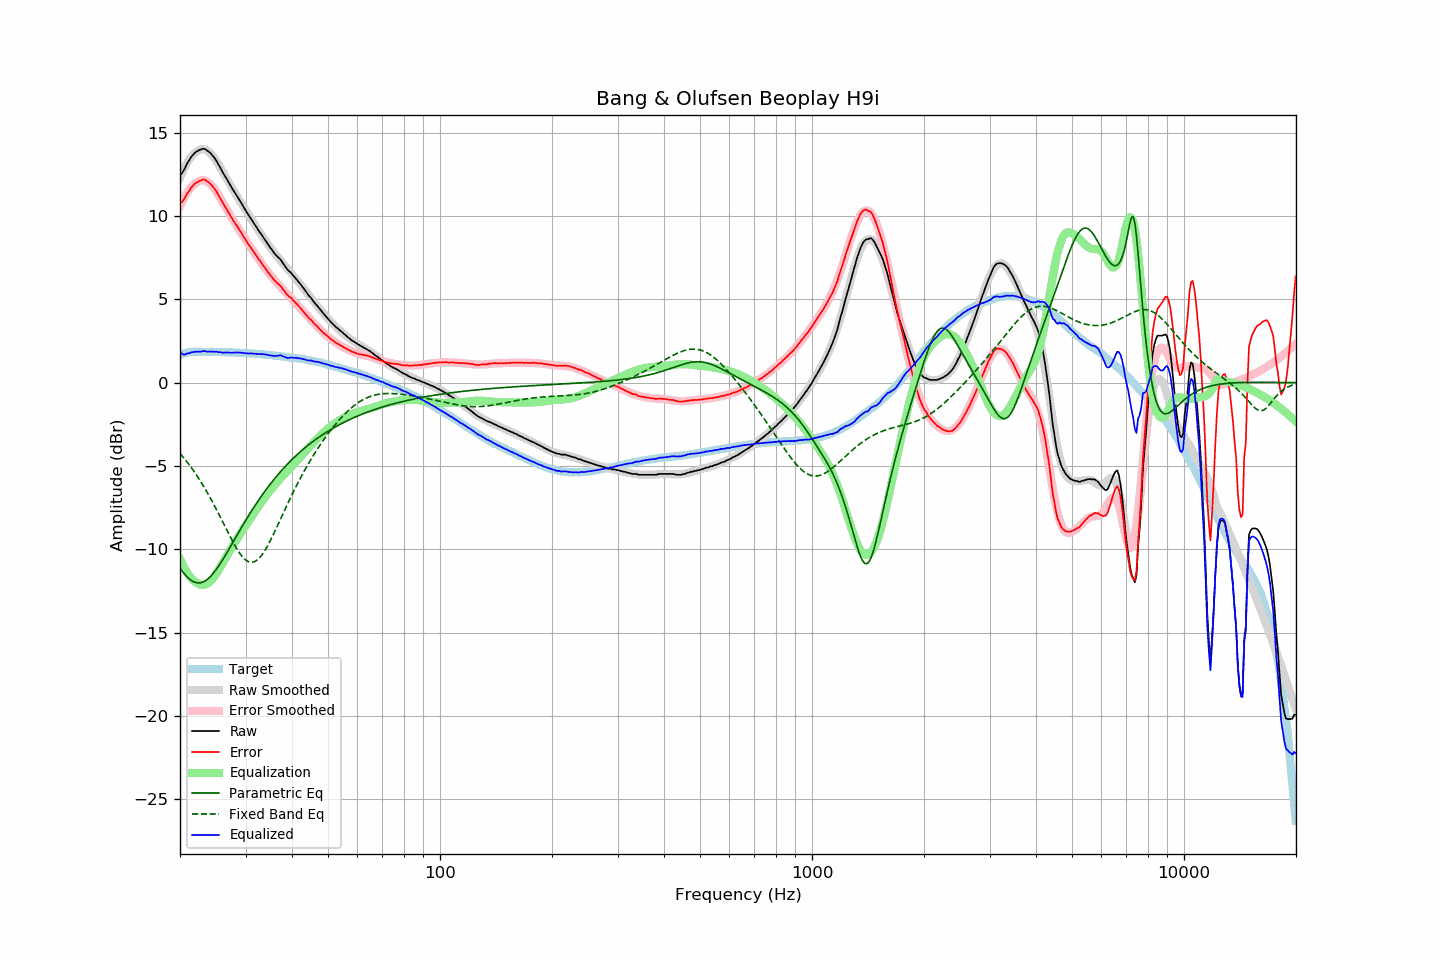 Bang & Olufsen Beoplay H9i
15
10
5
0
−5
−10
−15
−20
−25
Amplitude (dBr)
Target
Raw Smoothed
Error Smoothed
Raw
Error
Equalization
Parametric Eq
Fixed Band Eq
Equalized
100 1000 10000
Frequency (Hz)